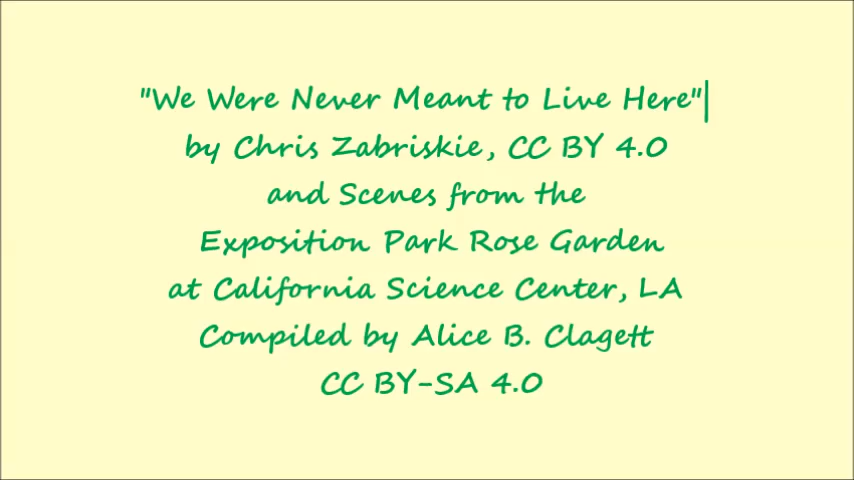 "We Were Never Meant to Live Here"
by Chris Zabriskie, CC BY 4.0
and Scenes from the
Exposition Park Rose Garden
at California Science Center, LA
Compiled by Alice B. Clagett
CC BY-SA 4.0